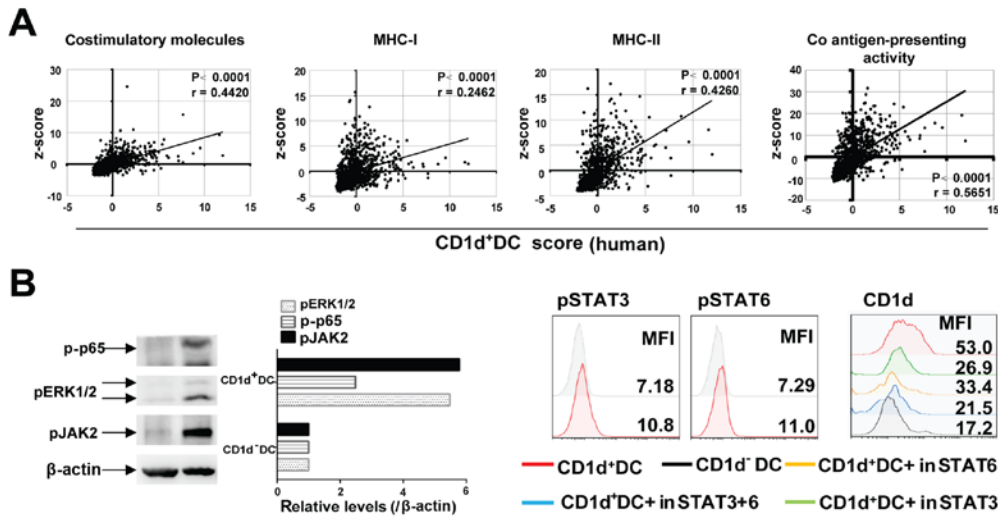 A
Costimulatory molecules
MHC-I
MHC-II
Co antigen-presenting
activity
z-score
30
20
10
0
-10
-5 0 5 10 15
P< 0.0001
r = 0.4420
z-score
20
15
10
5
0
-5
-5 0 5 10 15
P< 0.0001
r = 0.2462
z-score
20
15
10
5
0
-5
-5 0 5 10 15
P< 0.0001
r = 0.4260
z-score
40
30
20
10
0
-10
-20
-5 0 5 10 15
P< 0.0001
r = 0.5651
CD1d⁺DC score (human)
B
p-p65
pERK1/2
pJAK2
β-actin
pERK1/2
p-p65
pJAK2
CD1d⁺DC
CD1d⁻DC
0 2 4 6
Relative levels (/β-actin)
pSTAT3
MFI
7.18
10.8
pSTAT6
MFI
7.29
11.0
CD1d
MFI
53.0
26.9
33.4
21.5
17.2
CD1d⁺DC CD1d⁻ DC CD1d⁺DC+ in STAT6
CD1d⁺DC+ in STAT3+6 CD1d⁺DC+ in STAT3